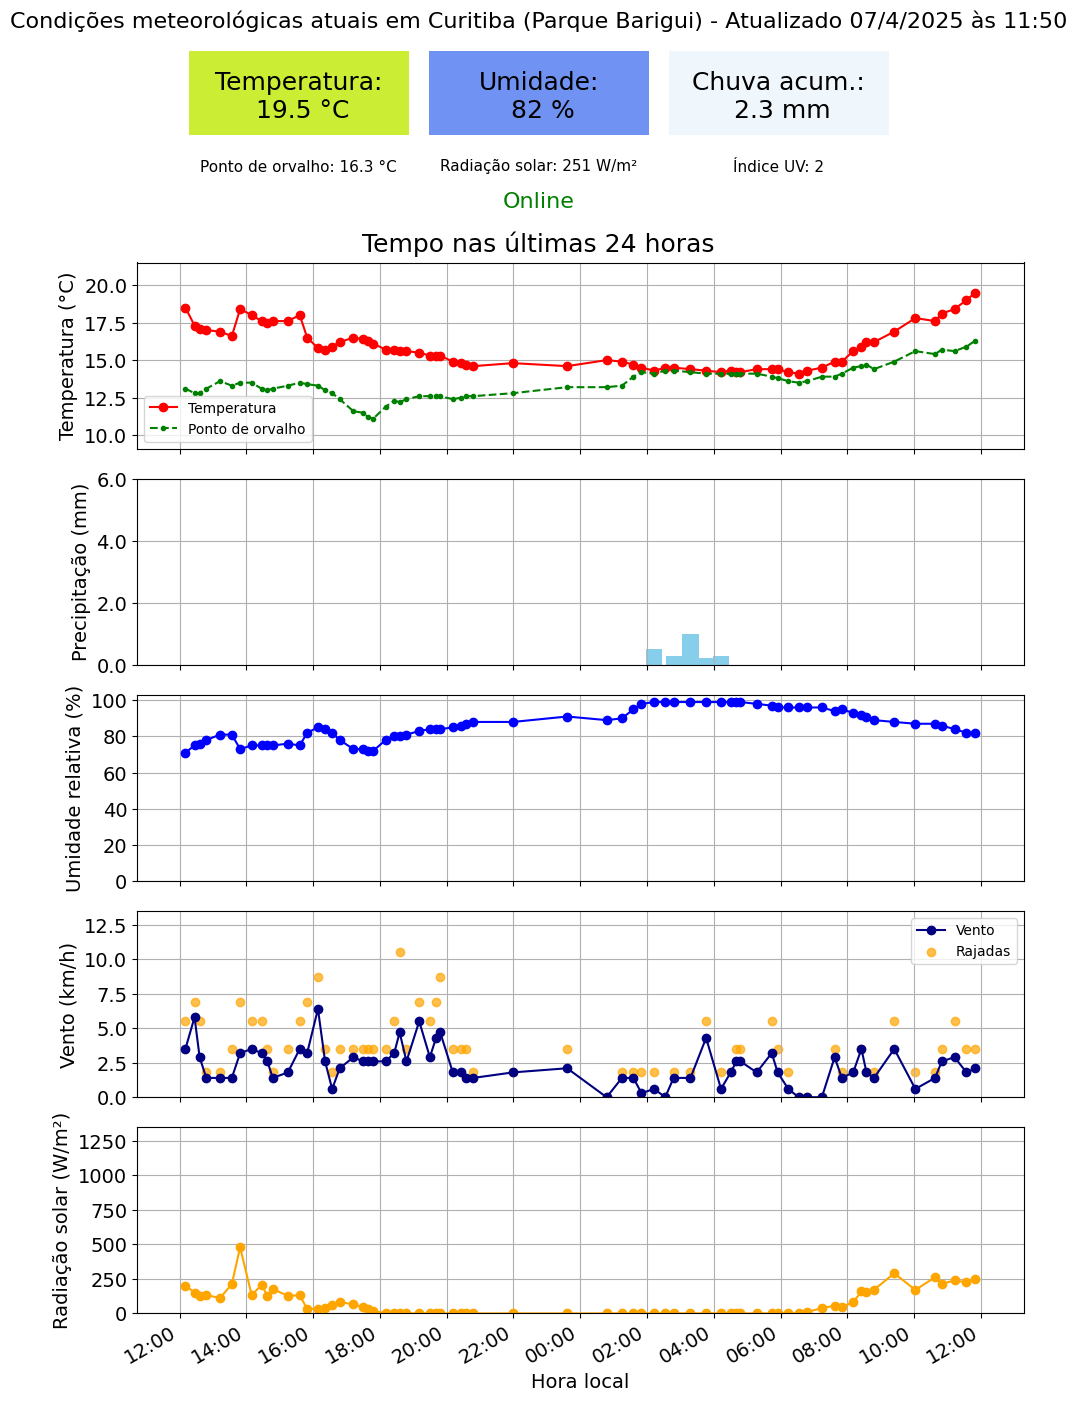 Condições meteorológicas atuais em Curitiba (Parque Barigui) - Atualizado 07/4/2025 às 11:50
Temperatura:
19.5 °C
Umidade:
82 %
Chuva acum.:
2.3 mm
Ponto de orvalho: 16.3 °C
Radiação solar: 251 W/m²
Índice UV: 2
Online
Tempo nas últimas 24 horas
Temperatura (°C)
20.0
17.5
15.0
12.5
10.0
Temperatura
Ponto de orvalho
Precipitação (mm)
6.0
4.0
2.0
0.0
Umidade relativa (%)
100
80
60
40
20
0
Vento (km/h)
12.5
10.0
7.5
5.0
2.5
0.0
Vento
Rajadas
Radiação solar (W/m²)
1250
1000
750
500
250
0
12:00
14:00
16:00
18:00
20:00
22:00
00:00
02:00
04:00
06:00
08:00
10:00
12:00
Hora local